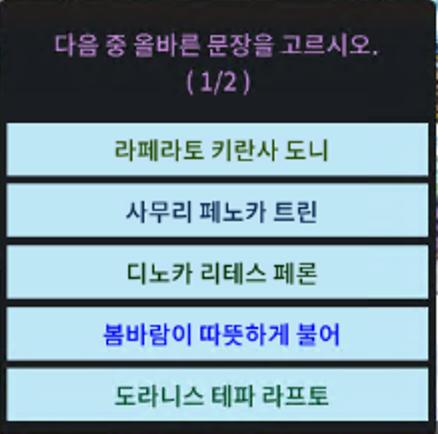 다음 중 올바른 문장을 고르시오.
( 1/2 )
라페라토 키란사 도니
사무리 페노카 트린
디노카 리테스 페론
봄바람이 따뜻하게 불어
도라니스 테파 라프토